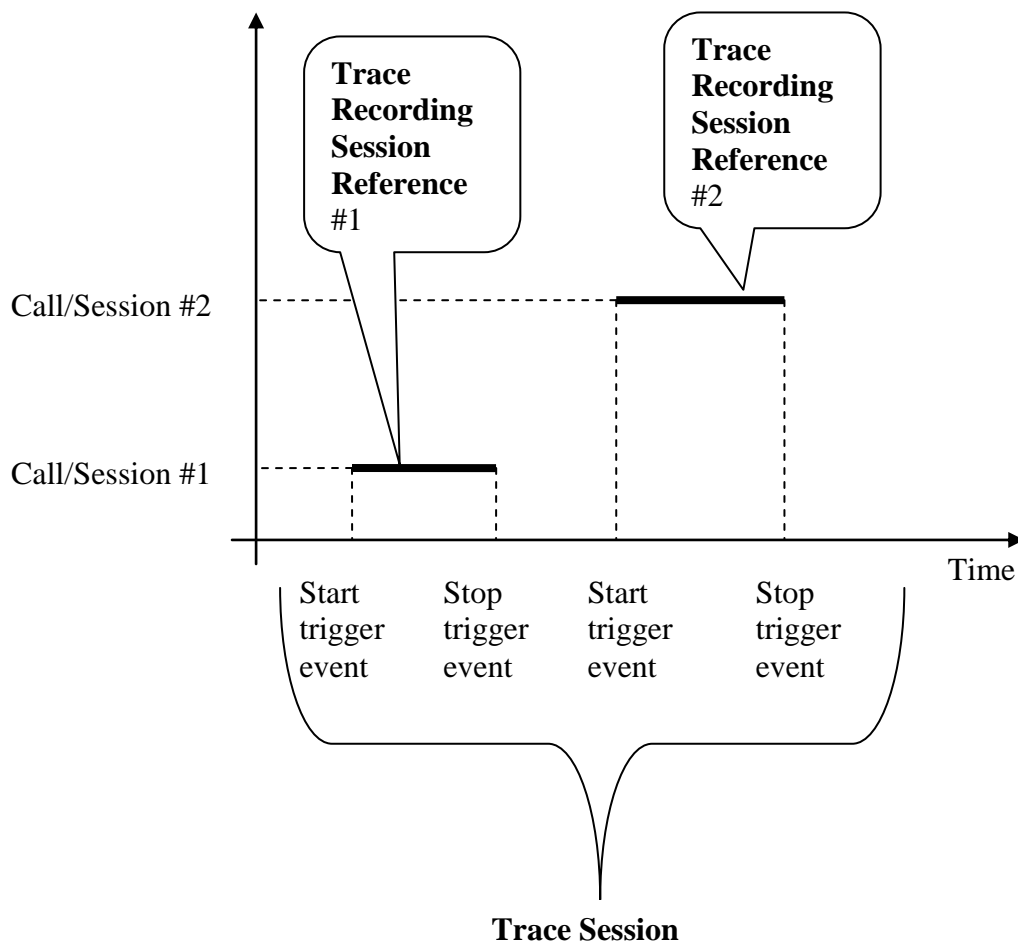 Trace
Recording
Session
Reference
#1
Trace
Recording
Session
Reference
#2
Call/Session #2
Call/Session #1
Time
Start
trigger
event
Stop
trigger
event
Start
trigger
event
Stop
trigger
event
Trace Session